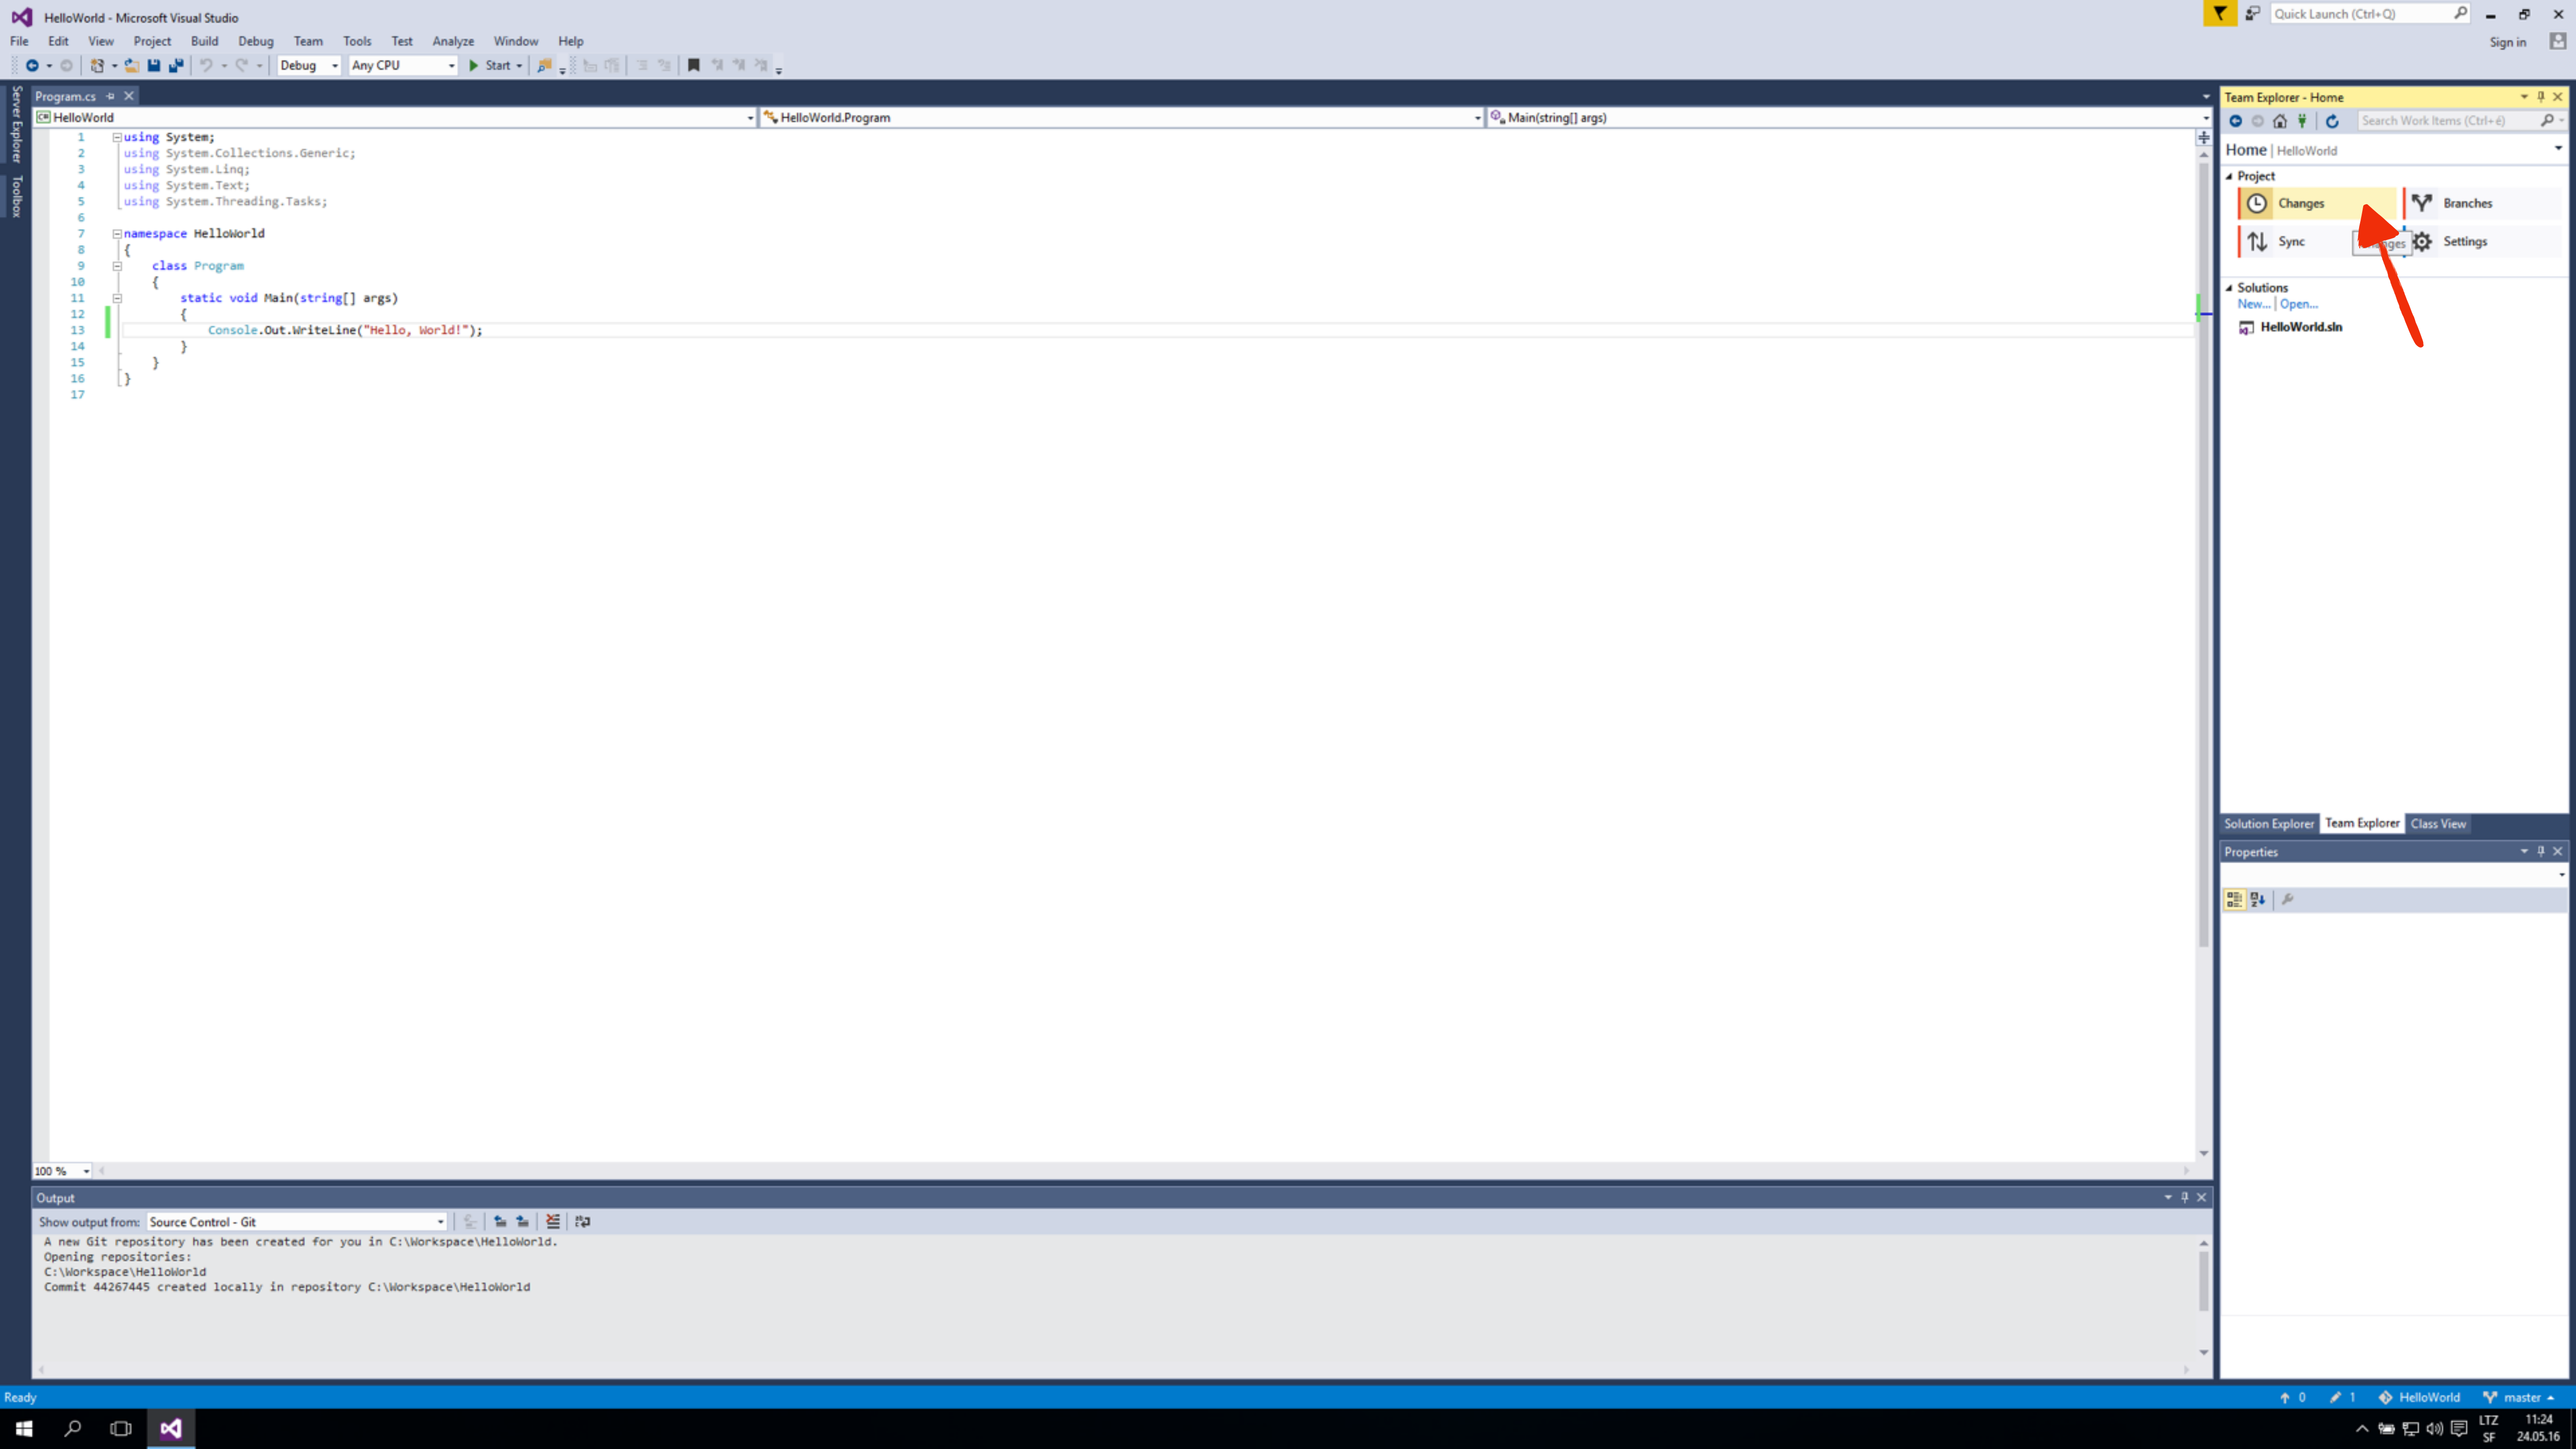 HelloWorld - Microsoft Visual Studio
Quick Launch (Ctrl+Q)
File Edit View Project Build Debug Team Tools Test Analyze Window Help
Sign in
Debug Any CPU Start
Server Explorer
Toolbox
Program.cs
HelloWorld HelloWorld.Program Main(string[] args)
1 using System;
2 using System.Collections.Generic;
3 using System.Linq;
4 using System.Text;
5 using System.Threading.Tasks;
6
7 namespace HelloWorld
8 {
9 class Program
10 {
11 static void Main(string[] args)
12 {
13 Console.Out.WriteLine("Hello, World!");
14 }
15 }
16 }
17
100 %
Team Explorer - Home
Search Work Items (Ctrl+é)
Home | HelloWorld
Project
Changes Branches
Sync Settings
Solutions
New... | Open...
HelloWorld.sln
Solution Explorer Team Explorer Class View
Properties
Output
Show output from: Source Control - Git
A new Git repository has been created for you in C:\Workspace\HelloWorld.
Opening repositories:
C:\Workspace\HelloWorld
Commit 44267445 created locally in repository C:\Workspace\HelloWorld
Ready
0 1 HelloWorld master
LTZ 11:24
SF 24.05.16